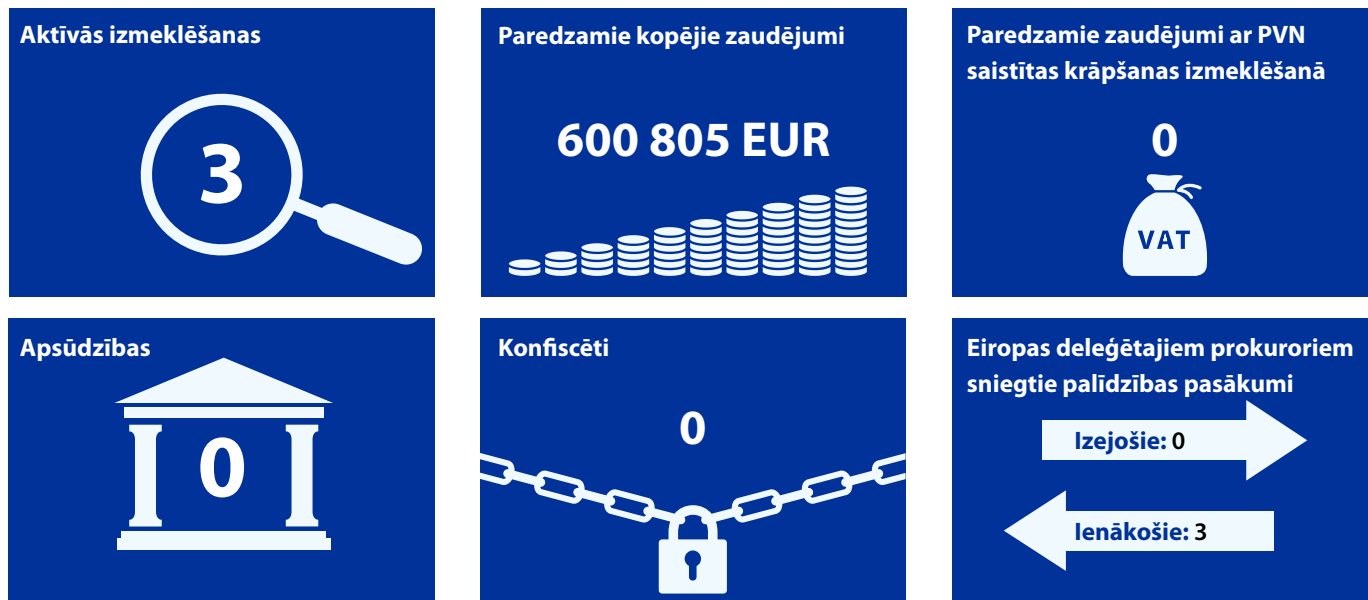 Aktīvās izmeklēšanas
3
Paredzamie kopējie zaudējumi
600 805 EUR
Paredzamie zaudējumi ar PVN
saistītas krāpšanas izmeklēšanā
0
VAT
Apsūdzības
0
Konfiscēti
0
Eiropas deleģētajiem prokuroriem
sniegtie palīdzības pasākumi
Izejošie: 0
Ienākošie: 3